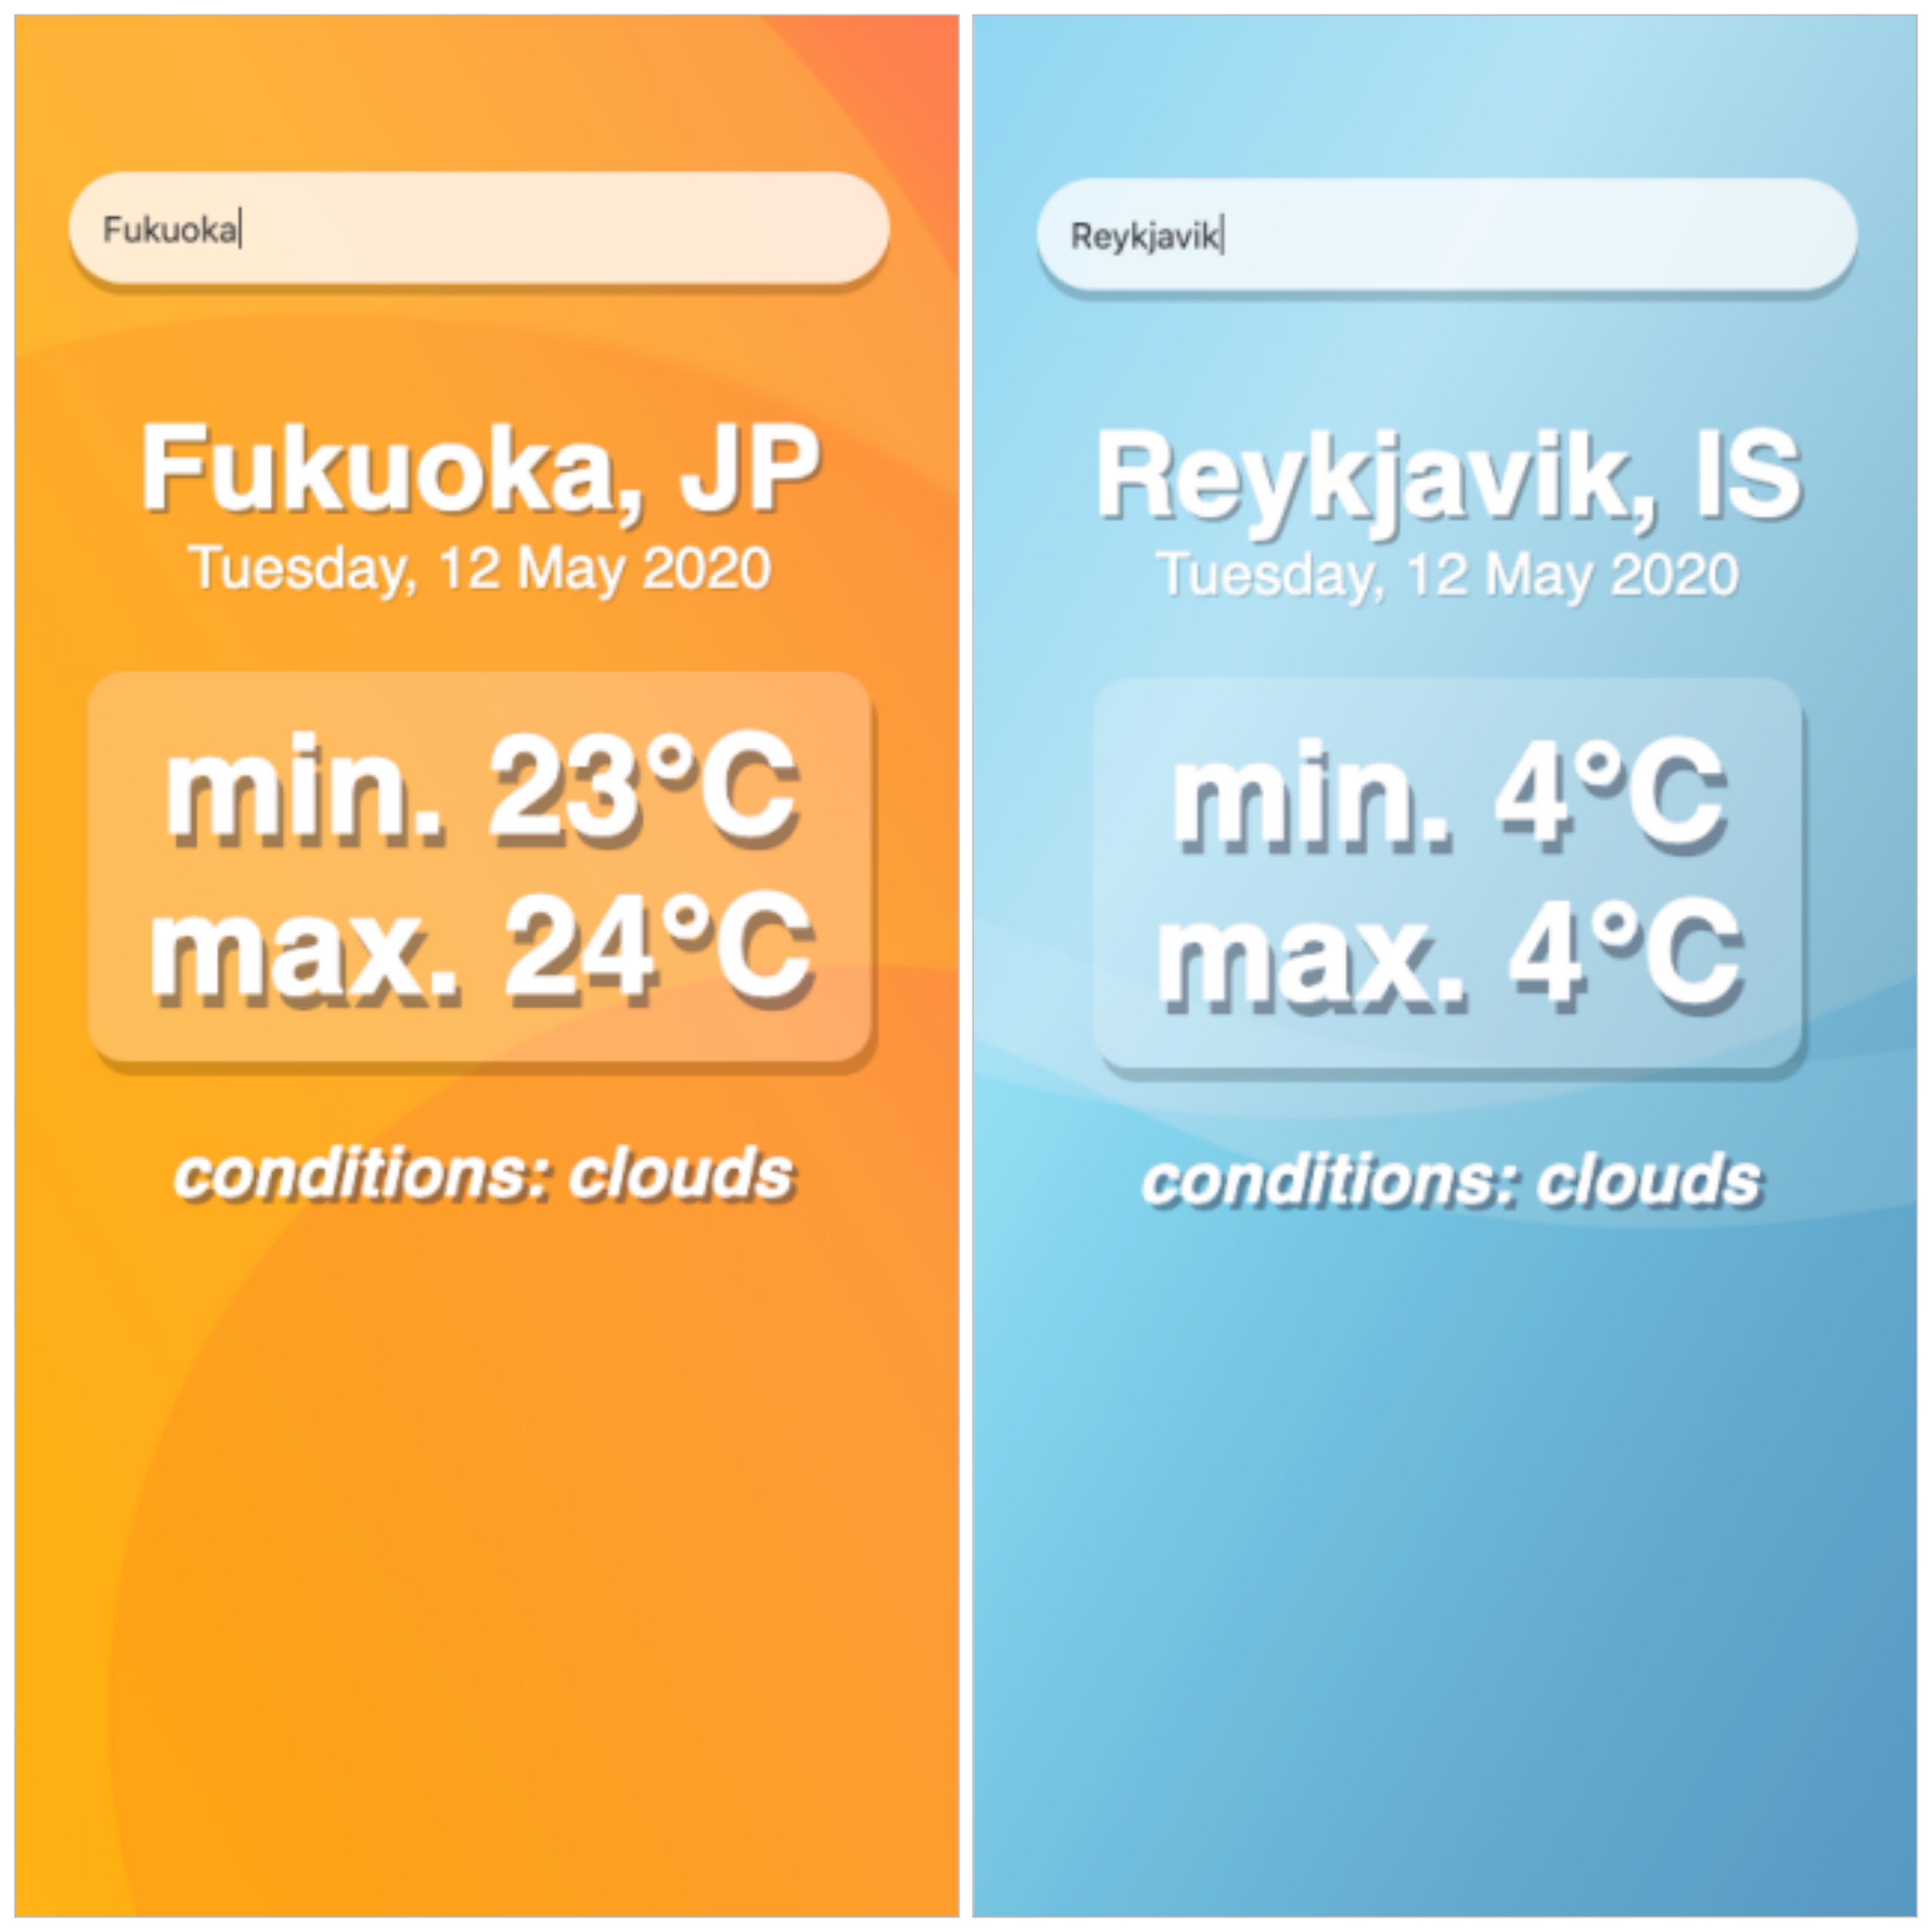 Fukuoka
Fukuoka, JP
Tuesday, 12 May 2020
min. 23°C
max. 24°C
conditions: clouds
Reykjavik
Reykjavik, IS
Tuesday, 12 May 2020
min. 4°C
max. 4°C
conditions: clouds